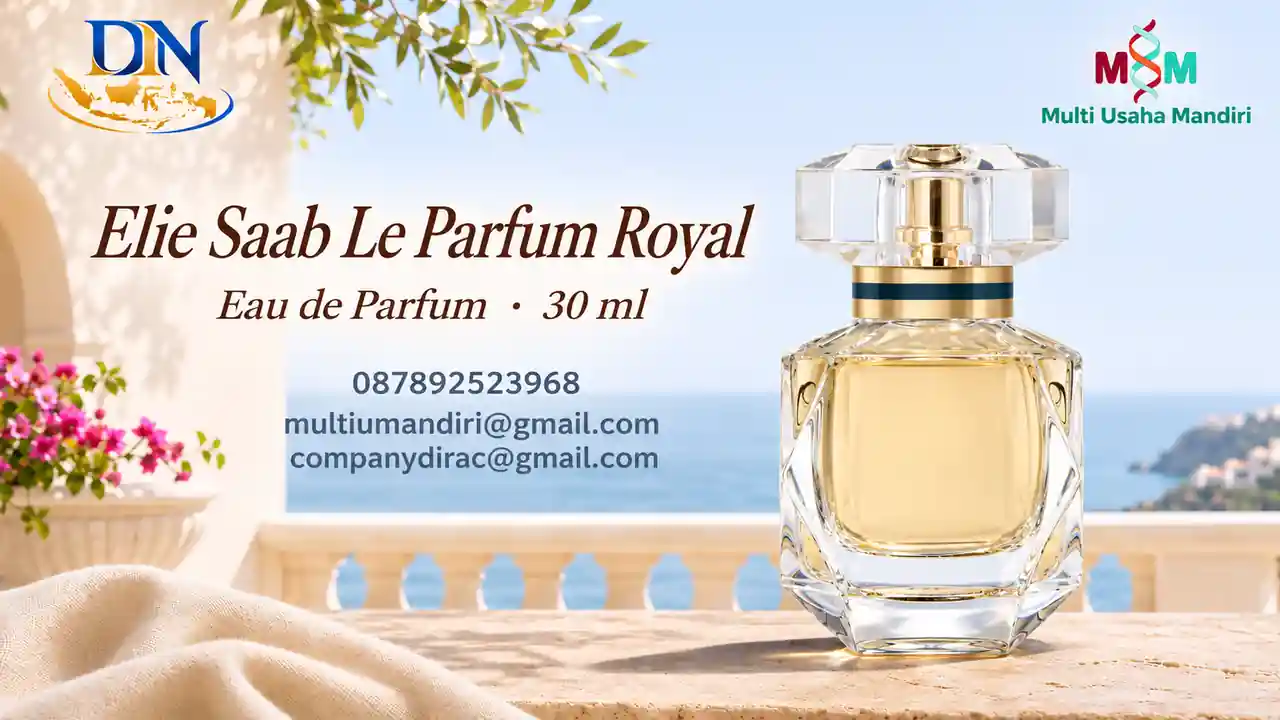 DN
MSM
Multi Usaha Mandiri
Elie Saab Le Parfum Royal
Eau de Parfum · 30 ml
087892523968
multiumandiri@gmail.com
companydirac@gmail.com